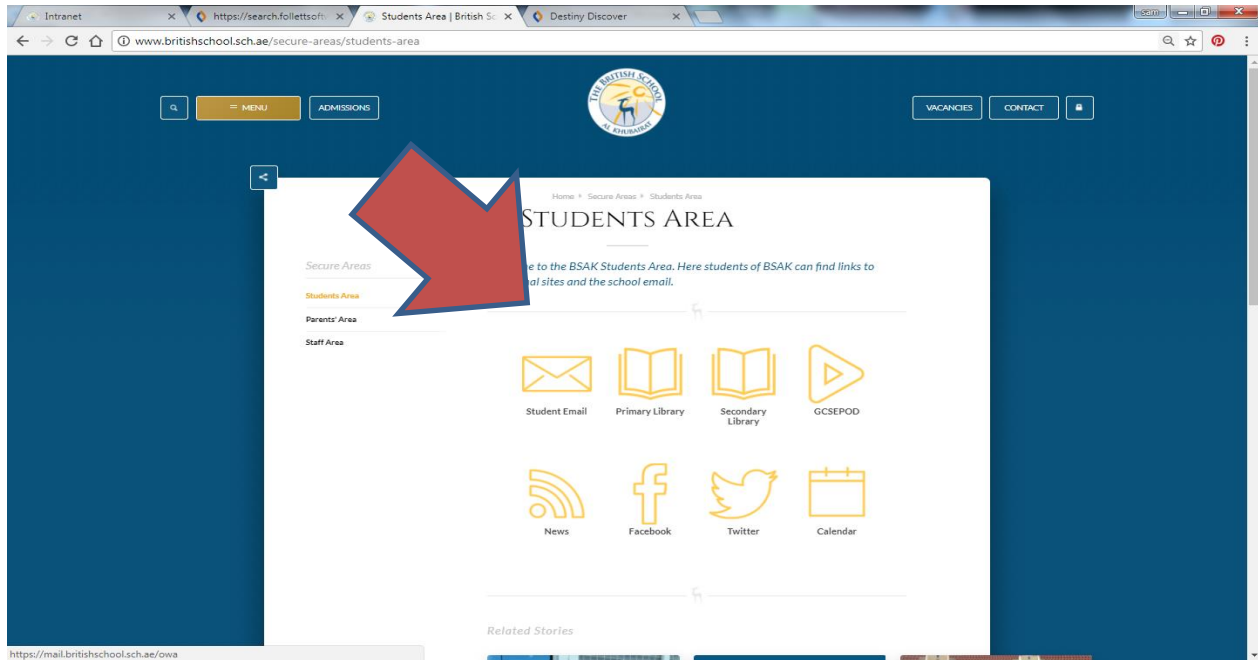 Intranet
https://search.follettsoft
Students Area | British Sc
Destiny Discover
sam
www.britishschool.sch.ae/secure-areas/students-area
= MENU
ADMISSIONS
THE BRITISH SCHOOL
AL KHUBAIRAT
VACANCIES
CONTACT
Home
Secure Areas
Students Area
STUDENTS AREA
Secure Areas
Students Area
Parents' Area
Staff Area
e to the BSAK Students Area. Here students of BSAK can find links to
al sites and the school email.
Student Email
Primary Library
Secondary
Library
GCSEPOD
News
Facebook
Twitter
Calendar
Related Stories
https://mail.britishschool.sch.ae/owa